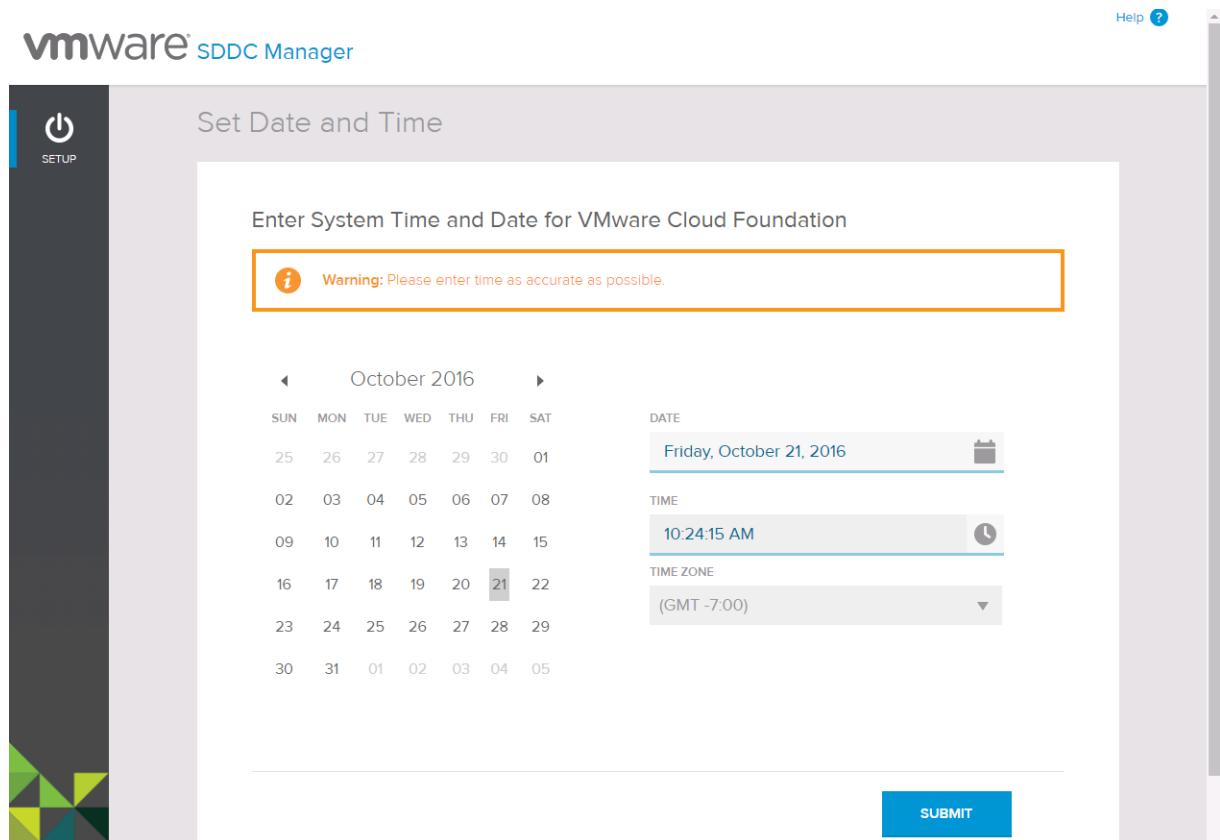 Help ?
vmware® SDDC Manager
SETUP
Set Date and Time
Enter System Time and Date for VMware Cloud Foundation
i Warning: Please enter time as accurate as possible.
October 2016
SUN MON TUE WED THU FRI SAT
25 26 27 28 29 30 01
02 03 04 05 06 07 08
09 10 11 12 13 14 15
16 17 18 19 20 21 22
23 24 25 26 27 28 29
30 31 01 02 03 04 05
DATE
Friday, October 21, 2016
TIME
10:24:15 AM
TIME ZONE
(GMT -7:00)
SUBMIT